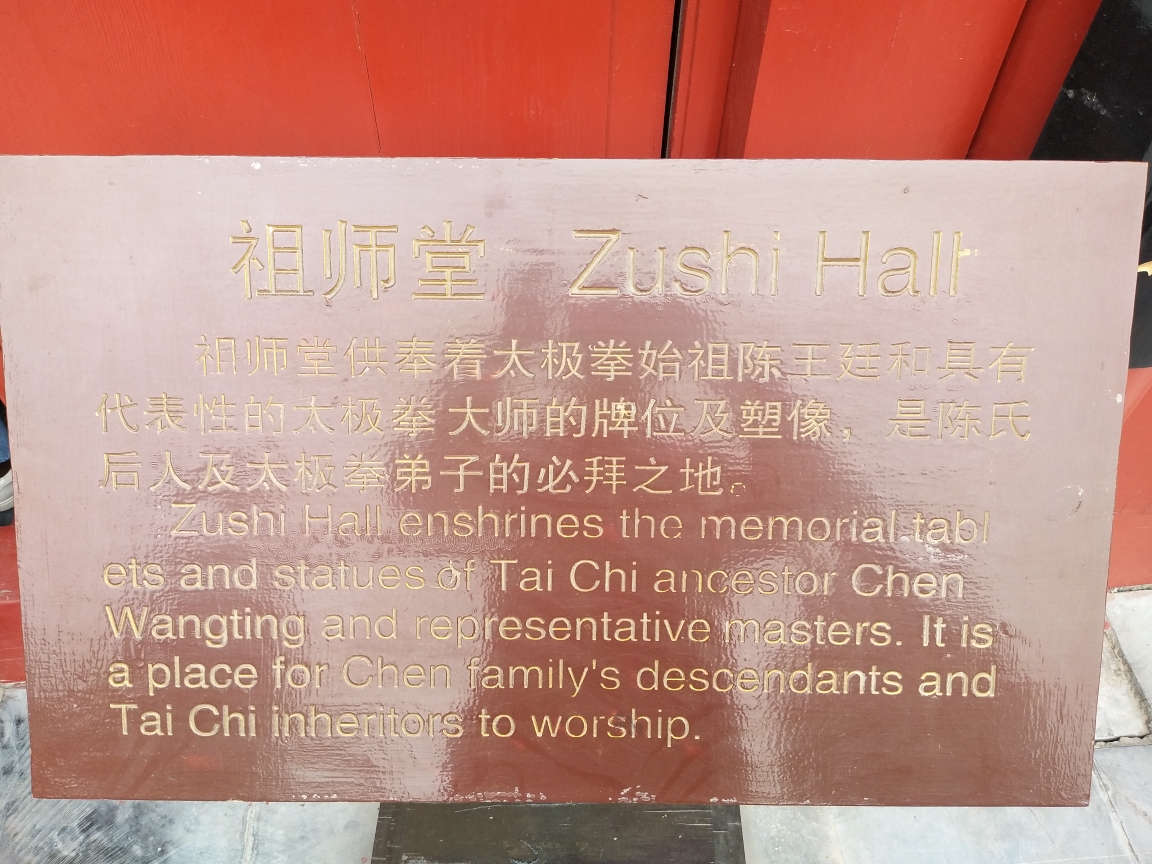 祖师堂 Zushi Hall
祖师堂供奉着太极拳始祖陈王廷和具有
代表性的太极拳大师的牌位及塑像，是陈氏
后人及太极拳弟子的必拜之地。
Zushi Hall enshrines the memorial tabl
ets and statues of Tai Chi ancestor Chen
Wangting and representative masters. It is
a place for Chen family's descendants and
Tai Chi inheritors to worship.